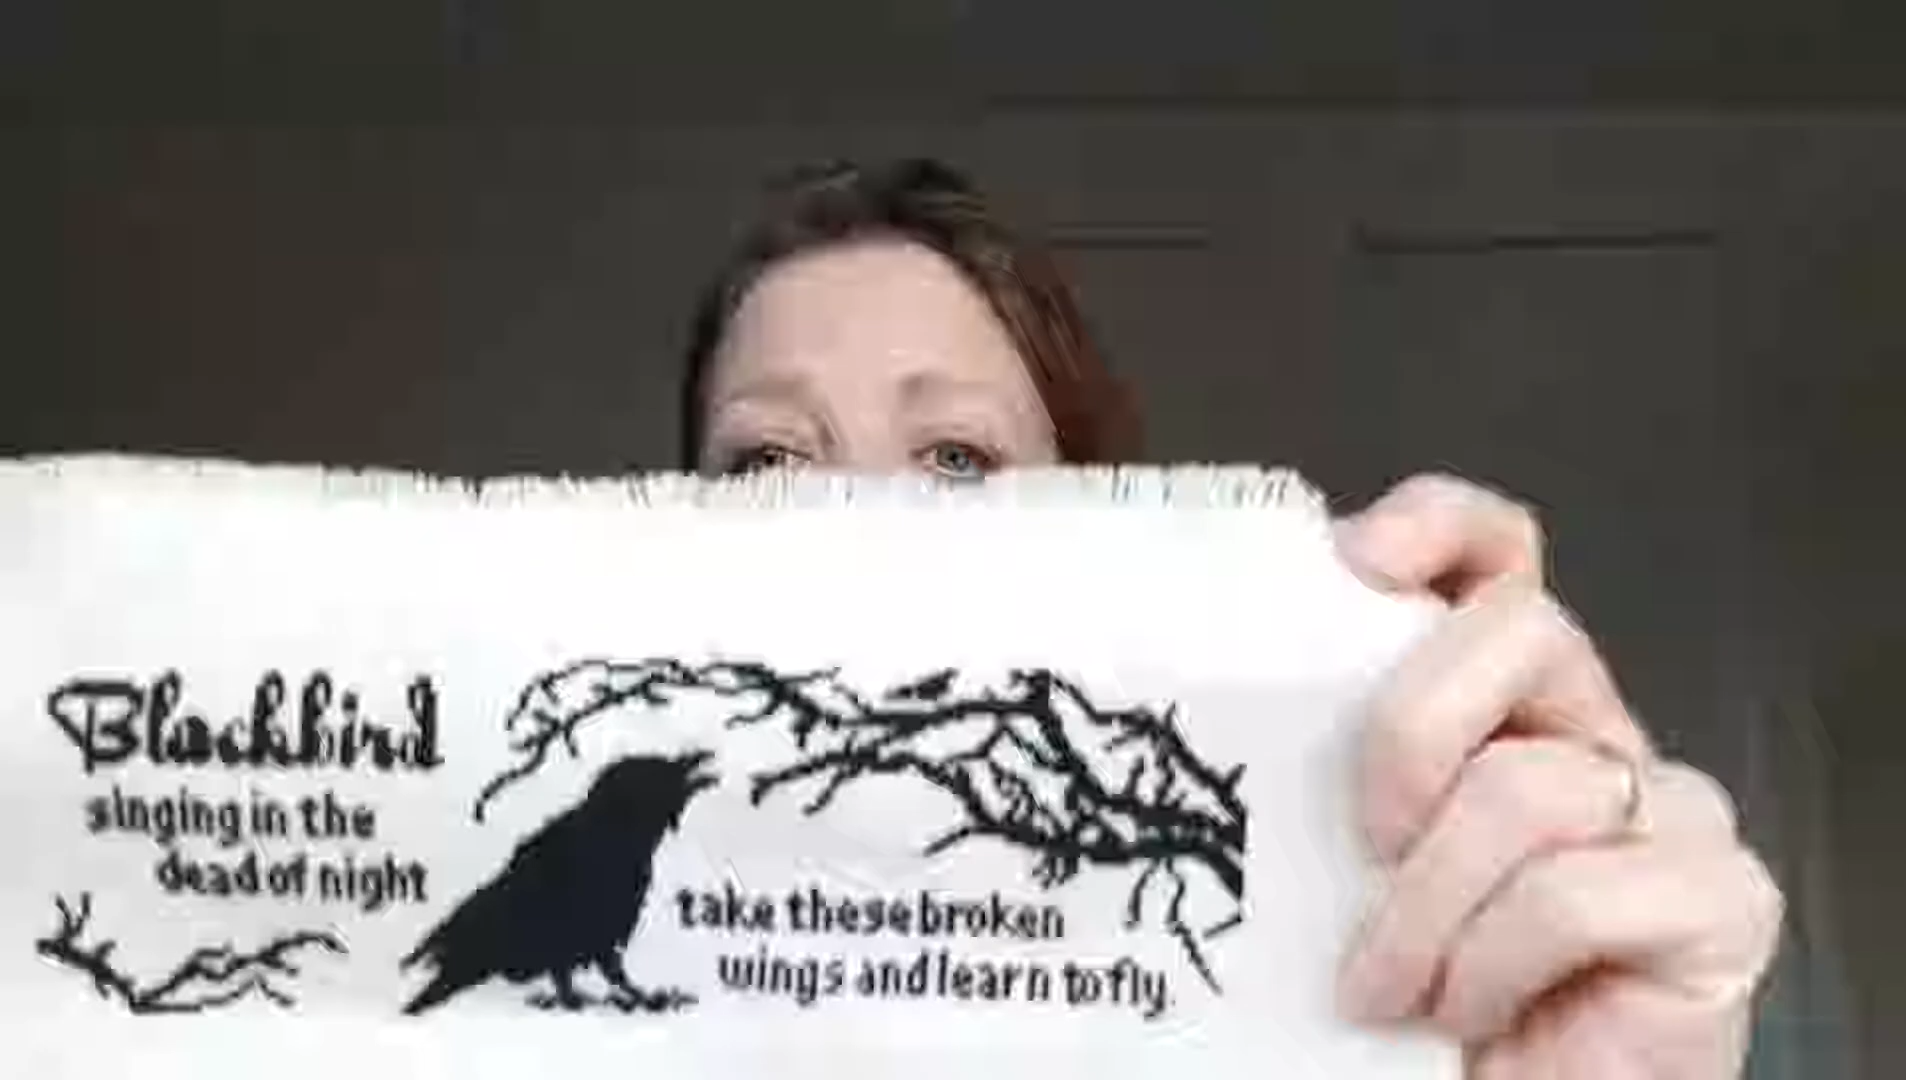 Blackbird
singing in the
dead of night
take these broken
wings and learn to fly.